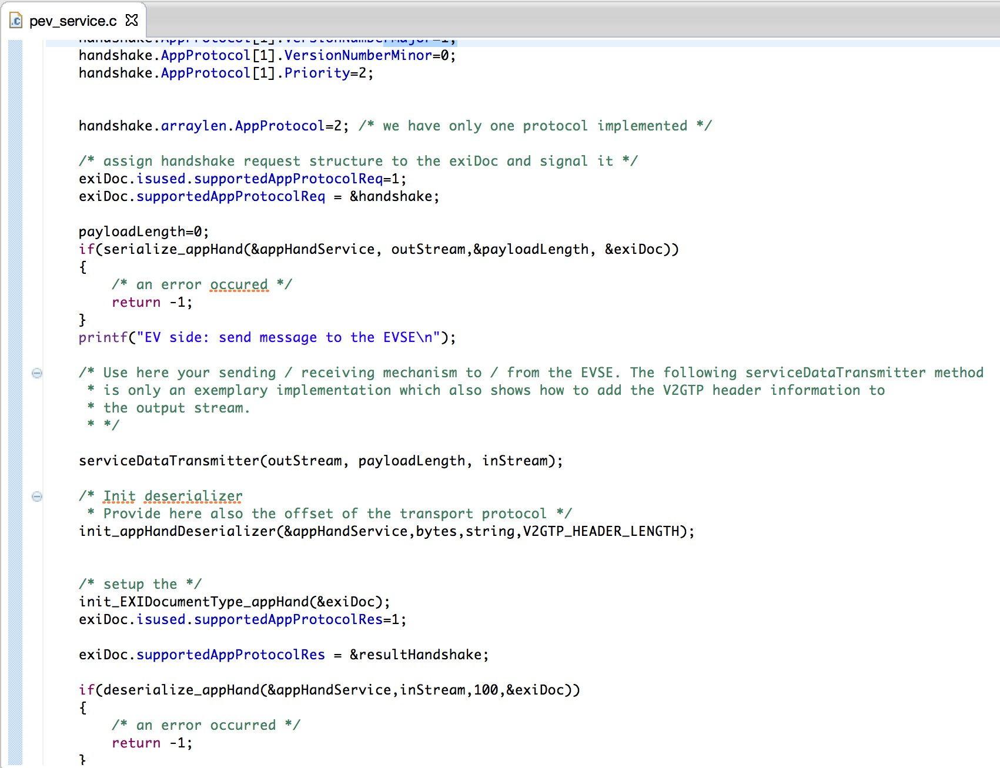 pev_service.c
handshake.AppProtocol[1].VersionNumberMajor=1;
handshake.AppProtocol[1].VersionNumberMinor=0;
handshake.AppProtocol[1].Priority=2;
handshake.arraylen.AppProtocol=2; /* we have only one protocol implemented */
/* assign handshake request structure to the exiDoc and signal it */
exiDoc.isused.supportedAppProtocolReq=1;
exiDoc.supportedAppProtocolReq = &handshake;
payloadLength=0;
if(serialize_appHand(&appHandService, outStream,&payloadLength, &exiDoc))
{
/* an error occured */
return -1;
}
printf("EV side: send message to the EVSE\n");
/* Use here your sending / receiving mechanism to / from the EVSE. The following serviceDataTransmitter method
* is only an exemplary implementation which also shows how to add the V2GTP header information to
* the output stream.
* */
serviceDataTransmitter(outStream, payloadLength, inStream);
/* Init deserializer
* Provide here also the offset of the transport protocol */
init_appHandDeserializer(&appHandService,bytes,string,V2GTP_HEADER_LENGTH);
/* setup the */
init_EXIDocumentType_appHand(&exiDoc);
exiDoc.isused.supportedAppProtocolRes=1;
exiDoc.supportedAppProtocolRes = &resultHandshake;
if(deserialize_appHand(&appHandService,inStream,100,&exiDoc))
{
/* an error occurred */
return -1;
}